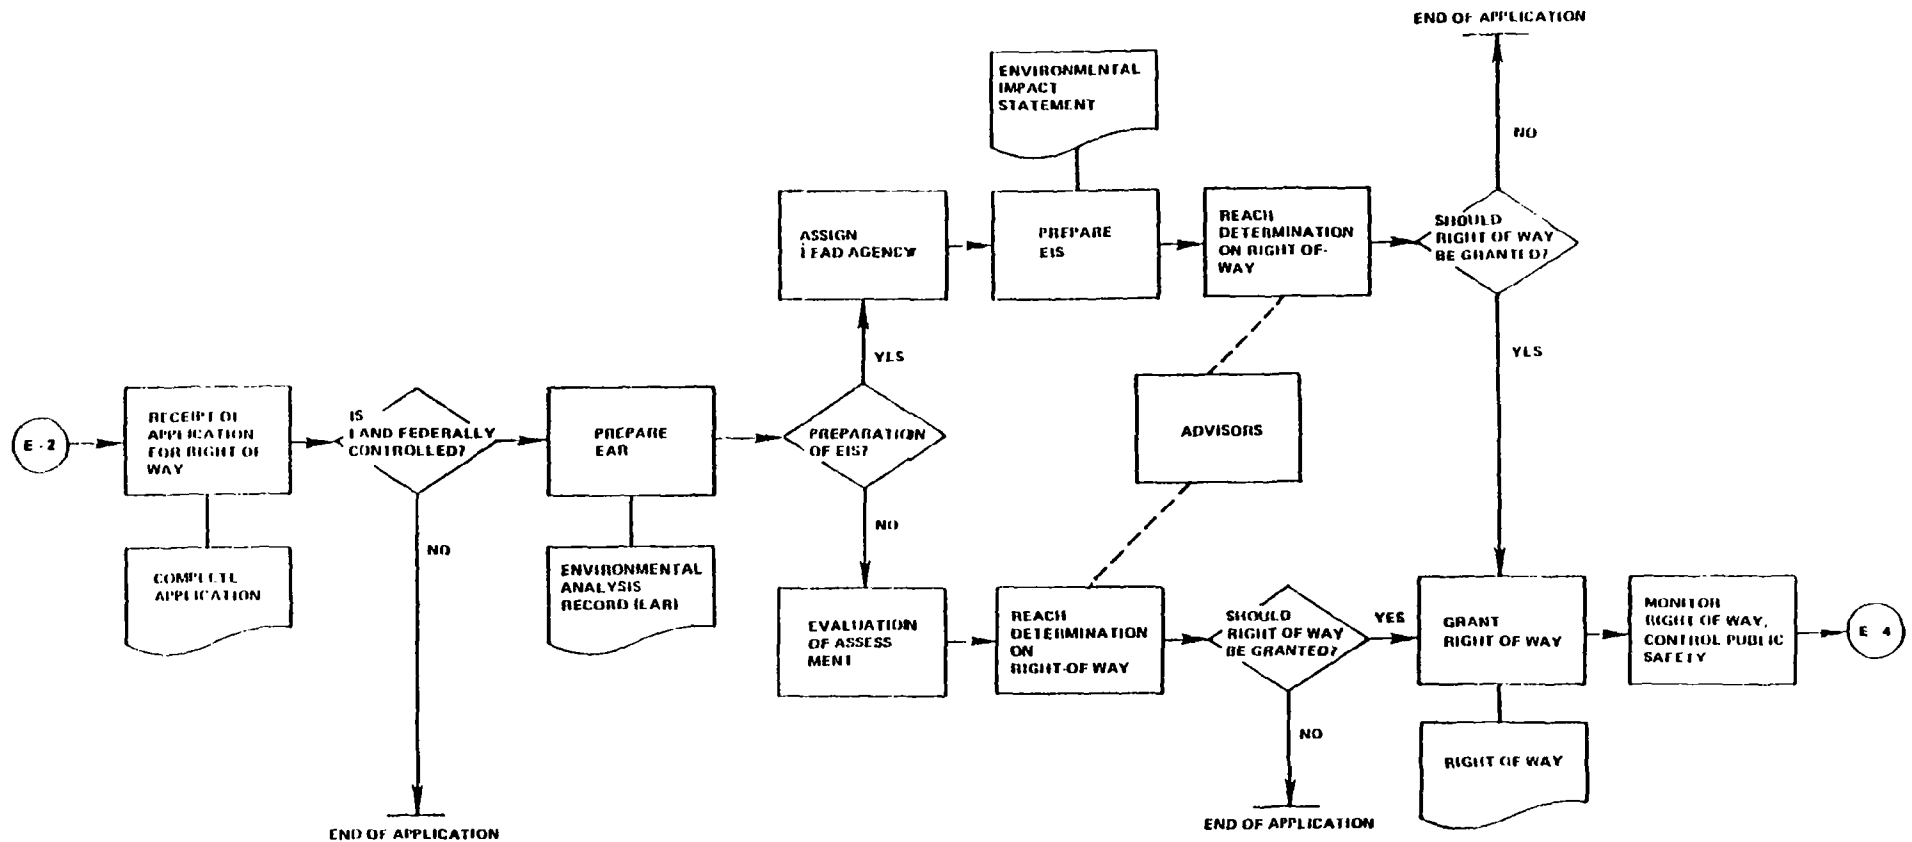 END OF APPLICATION
NO
ENVIRONMENTAL
IMPACT
STATEMENT
ASSIGN
LEAD AGENCY
PREPARE
EIS
REACH
DETERMINATION
ON RIGHT OF-
WAY
SHOULD
RIGHT OF WAY
BE GRANTED?
YES
YES
E - 2
RECEIPT OF
APPLICATION
FOR RIGHT OF
WAY
IS
LAND FEDERALLY
CONTROLLED?
PREPARE
EAR
PREPARATION
OF EIS?
ADVISORS
NO
NO
COMPLETE
APPLICATION
ENVIRONMENTAL
ANALYSIS
RECORD (EAR)
EVALUATION
OF ASSESS
MENT
REACH
DETERMINATION
ON
RIGHT-OF WAY
SHOULD
RIGHT OF WAY
BE GRANTED?
YES
GRANT
RIGHT OF WAY
MONITOR
RIGHT OF WAY,
CONTROL PUBLIC
SAFETY
E 4
NO
RIGHT OF WAY
END OF APPLICATION
END OF APPLICATION